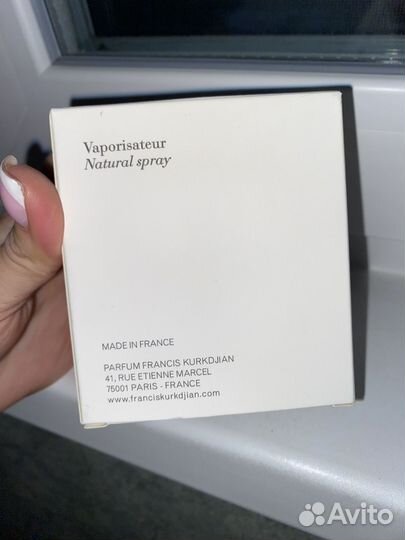 Vaporisateur
Natural spray
MADE IN FRANCE
PARFUM FRANCIS KURKDJIAN
41, RUE ETIENNE MARCEL
75001 PARIS - FRANCE
www.franciskurkdjian.com
Avito